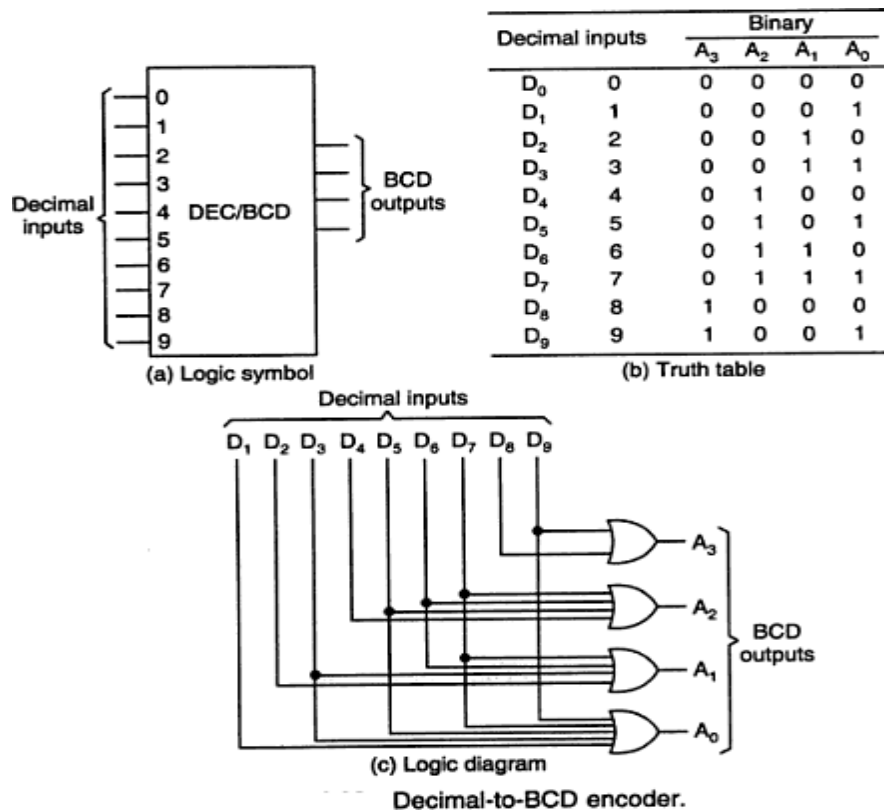 Decimal inputs
0
1
2
3
4
5
6
7
8
9
DEC/BCD
BCD outputs
(a) Logic symbol
Decimal inputs Binary
A₃ A₂ A₁ A₀
D₀ 0 0 0 0 0
D₁ 1 0 0 0 1
D₂ 2 0 0 1 0
D₃ 3 0 0 1 1
D₄ 4 0 1 0 0
D₅ 5 0 1 0 1
D₆ 6 0 1 1 0
D₇ 7 0 1 1 1
D₈ 8 1 0 0 0
D₉ 9 1 0 0 1
(b) Truth table
Decimal inputs
D₁ D₂ D₃ D₄ D₅ D₆ D₇ D₈ D₉
A₃
A₂
A₁
A₀
BCD
outputs
(c) Logic diagram
Decimal-to-BCD encoder.